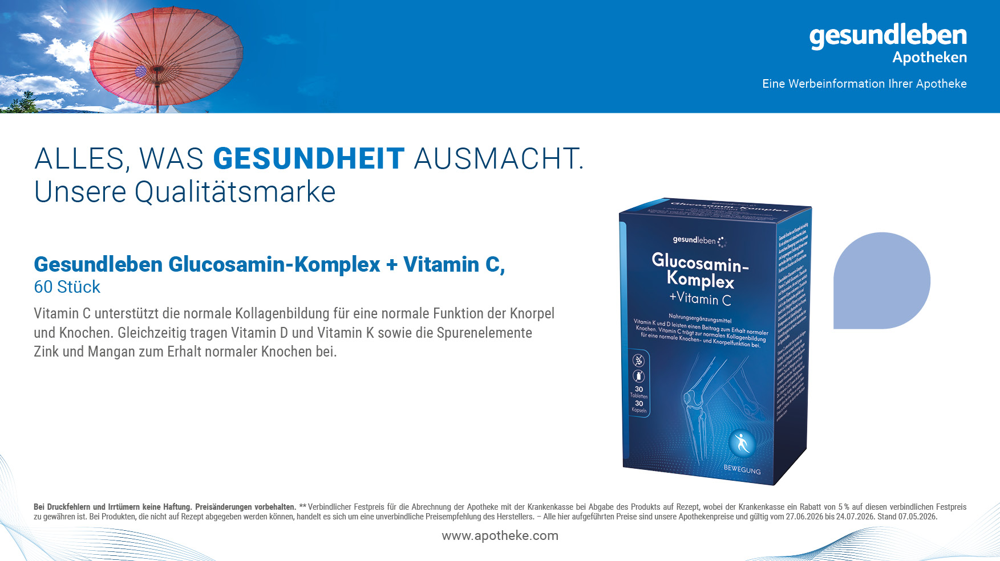 gesundleben
Apotheken
Eine Werbeinformation Ihrer Apotheke
ALLES, WAS GESUNDHEIT AUSMACHT.
Unsere Qualitätsmarke
Gesundleben Glucosamin-Komplex + Vitamin C,
60 Stück
Vitamin C unterstützt die normale Kollagenbildung für eine normale Funktion der Knorpel
und Knochen. Gleichzeitig tragen Vitamin D und Vitamin K sowie die Spurenelemente
Zink und Mangan zum Erhalt normaler Knochen bei.
Glucosamin-Komplex
+Vitamin C
gesundleben
Glucosamin-
Komplex
+Vitamin C
Nahrungsergänzungsmittel
Vitamin K und D leisten einen Beitrag zum Erhalt normaler
Knochen. Vitamin C trägt zur normalen Kollagenbildung
für eine normale Knochen- und Knorpelfunktion bei.
30
Tabletten
30
Kapseln
BEWEGUNG
Bei Druckfehlern und Irrtümern keine Haftung. Preisänderungen vorbehalten. ** Verbindlicher Festpreis für die Abrechnung der Apotheke mit der Krankenkasse bei Abgabe des Produkts auf Rezept, wobei der Krankenkasse ein Rabatt von 5 % auf diesen verbindlichen Festpreis
zu gewähren ist. Bei Produkten, die nicht auf Rezept abgegeben werden können, handelt es sich um eine unverbindliche Preisempfehlung des Herstellers. – Alle hier aufgeführten Preise sind unsere Apothekenpreise und gültig vom 27.06.2026 bis 24.07.2026. Stand 07.05.2026.
www.apotheke.com